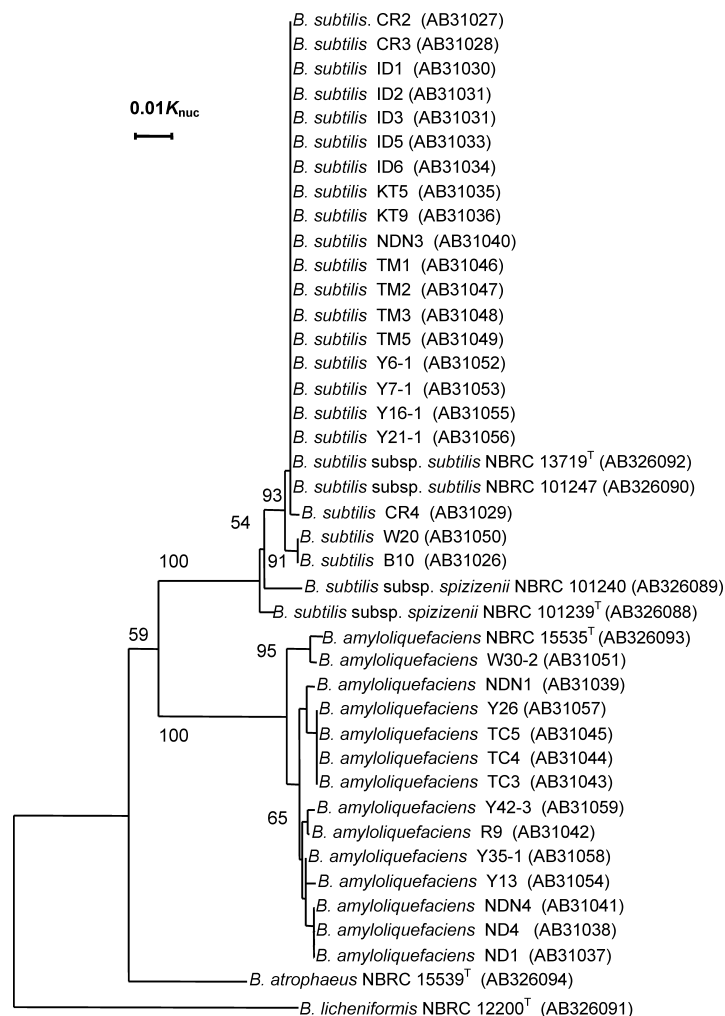 B. subtilis. CR2 (AB31027)
B. subtilis CR3 (AB31028)
B. subtilis ID1 (AB31030)
B. subtilis ID2 (AB31031)
0.01Knuc
B. subtilis ID3 (AB31031)
B. subtilis ID5 (AB31033)
B. subtilis ID6 (AB31034)
B. subtilis KT5 (AB31035)
B. subtilis KT9 (AB31036)
B. subtilis NDN3 (AB31040)
B. subtilis TM1 (AB31046)
B. subtilis TM2 (AB31047)
B. subtilis TM3 (AB31048)
B. subtilis TM5 (AB31049)
B. subtilis Y6-1 (AB31052)
B. subtilis Y7-1 (AB31053)
B. subtilis Y16-1 (AB31055)
B. subtilis Y21-1 (AB31056)
B. subtilis subsp. subtilis NBRC 13719T (AB326092)
B. subtilis subsp. subtilis NBRC 101247 (AB326090)
93
B. subtilis CR4 (AB31029)
54
B. subtilis W20 (AB31050)
91
B. subtilis B10 (AB31026)
100
B. subtilis subsp. spizizenii NBRC 101240 (AB326089)
B. subtilis subsp. spizizenii NBRC 101239T (AB326088)
59
B. amyloliquefaciens NBRC 15535T (AB326093)
95
B. amyloliquefaciens W30-2 (AB31051)
B. amyloliquefaciens NDN1 (AB31039)
B. amyloliquefaciens Y26 (AB31057)
100
B. amyloliquefaciens TC5 (AB31045)
B. amyloliquefaciens TC4 (AB31044)
B. amyloliquefaciens TC3 (AB31043)
B. amyloliquefaciens Y42-3 (AB31059)
65
B. amyloliquefaciens R9 (AB31042)
B. amyloliquefaciens Y35-1 (AB31058)
B. amyloliquefaciens Y13 (AB31054)
B. amyloliquefaciens NDN4 (AB31041)
B. amyloliquefaciens ND4 (AB31038)
B. amyloliquefaciens ND1 (AB31037)
B. atrophaeus NBRC 15539T (AB326094)
B. licheniformis NBRC 12200T (AB326091)